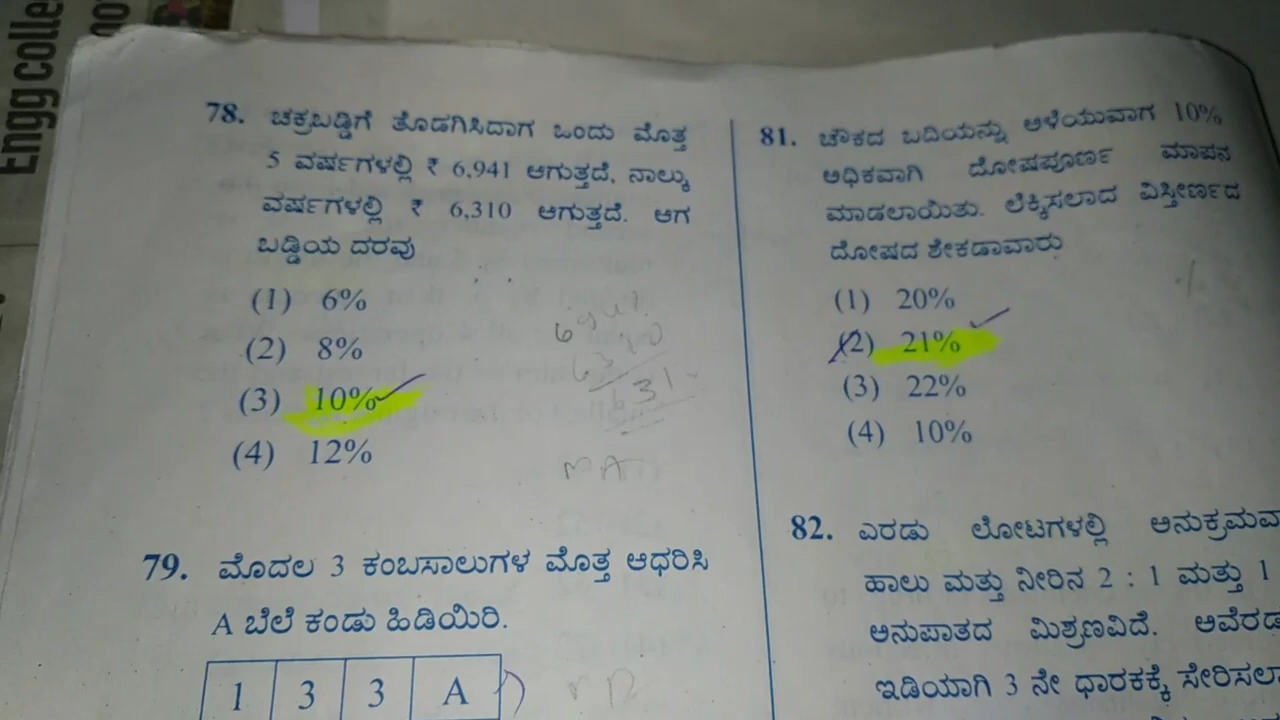 Engg colle
78. ಚಕ್ರಬಡ್ಡಿಗೆ ತೊಡಗಿಸಿದಾಗ ಒಂದು ಮೊತ್ತ
5 ವರ್ಷಗಳಲ್ಲಿ ₹ 6,941 ಆಗುತ್ತದೆ, ನಾಲ್ಕು
ವರ್ಷಗಳಲ್ಲಿ ₹ 6,310 ಆಗುತ್ತದೆ. ಆಗ
ಬಡ್ಡಿಯ ದರವು
(1) 6%
(2) 8%
(3) 10%
(4) 12%
79. ಮೊದಲ 3 ಕಂಬಸಾಲುಗಳ ಮೊತ್ತ ಆಧರಿಸಿ
A ಬೆಲೆ ಕಂಡು ಹಿಡಿಯಿರಿ.
1 3 3 A
81. ಚೌಕದ ಬದಿಯನ್ನು ಅಳೆಯುವಾಗ 10%
ಅಧಿಕವಾಗಿ ದೋಷಪೂರ್ಣ ಮಾಪನ
ಮಾಡಲಾಯಿತು. ಲೆಕ್ಕಿಸಲಾದ ವಿಸ್ತೀರ್ಣದ
ದೋಷದ ಶೇಕಡಾವಾರು
(1) 20%
(2) 21%
(3) 22%
(4) 10%
82. ಎರಡು ಲೋಟಗಳಲ್ಲಿ ಅನುಕ್ರಮವಾ
ಹಾಲು ಮತ್ತು ನೀರಿನ 2 : 1 ಮತ್ತು 1
ಅನುಪಾತದ ಮಿಶ್ರಣವಿದೆ. ಅವೆರಡ
ಇಡಿಯಾಗಿ 3 ನೇ ಧಾರಕಕ್ಕೆ ಸೇರಿಸಲಾ